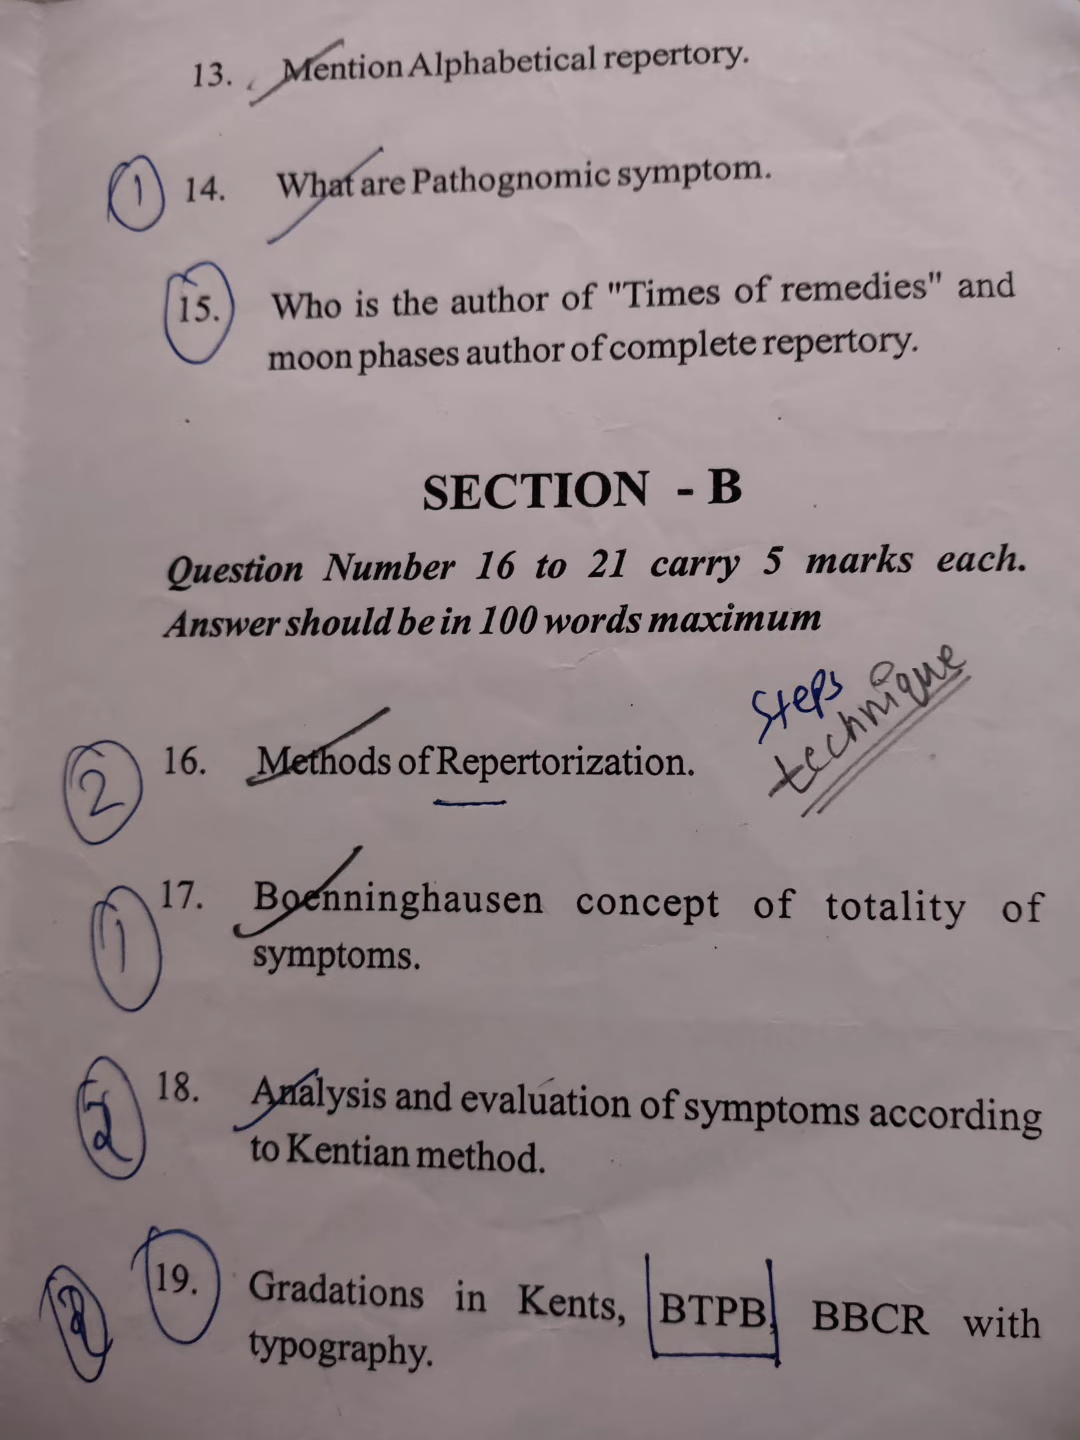 13. Mention Alphabetical repertory.
1 14. What are Pathognomic symptom.
15. Who is the author of "Times of remedies" and
moon phases author of complete repertory.
SECTION - B
Question Number 16 to 21 carry 5 marks each.
Answer should be in 100 words maximum
Steps
technique
2 16. Methods of Repertorization.
1 17. Boenninghausen concept of totality of
symptoms.
18. Analysis and evaluation of symptoms according
to Kentian method.
19. Gradations in Kents, BTPB, BBCR with
typography.